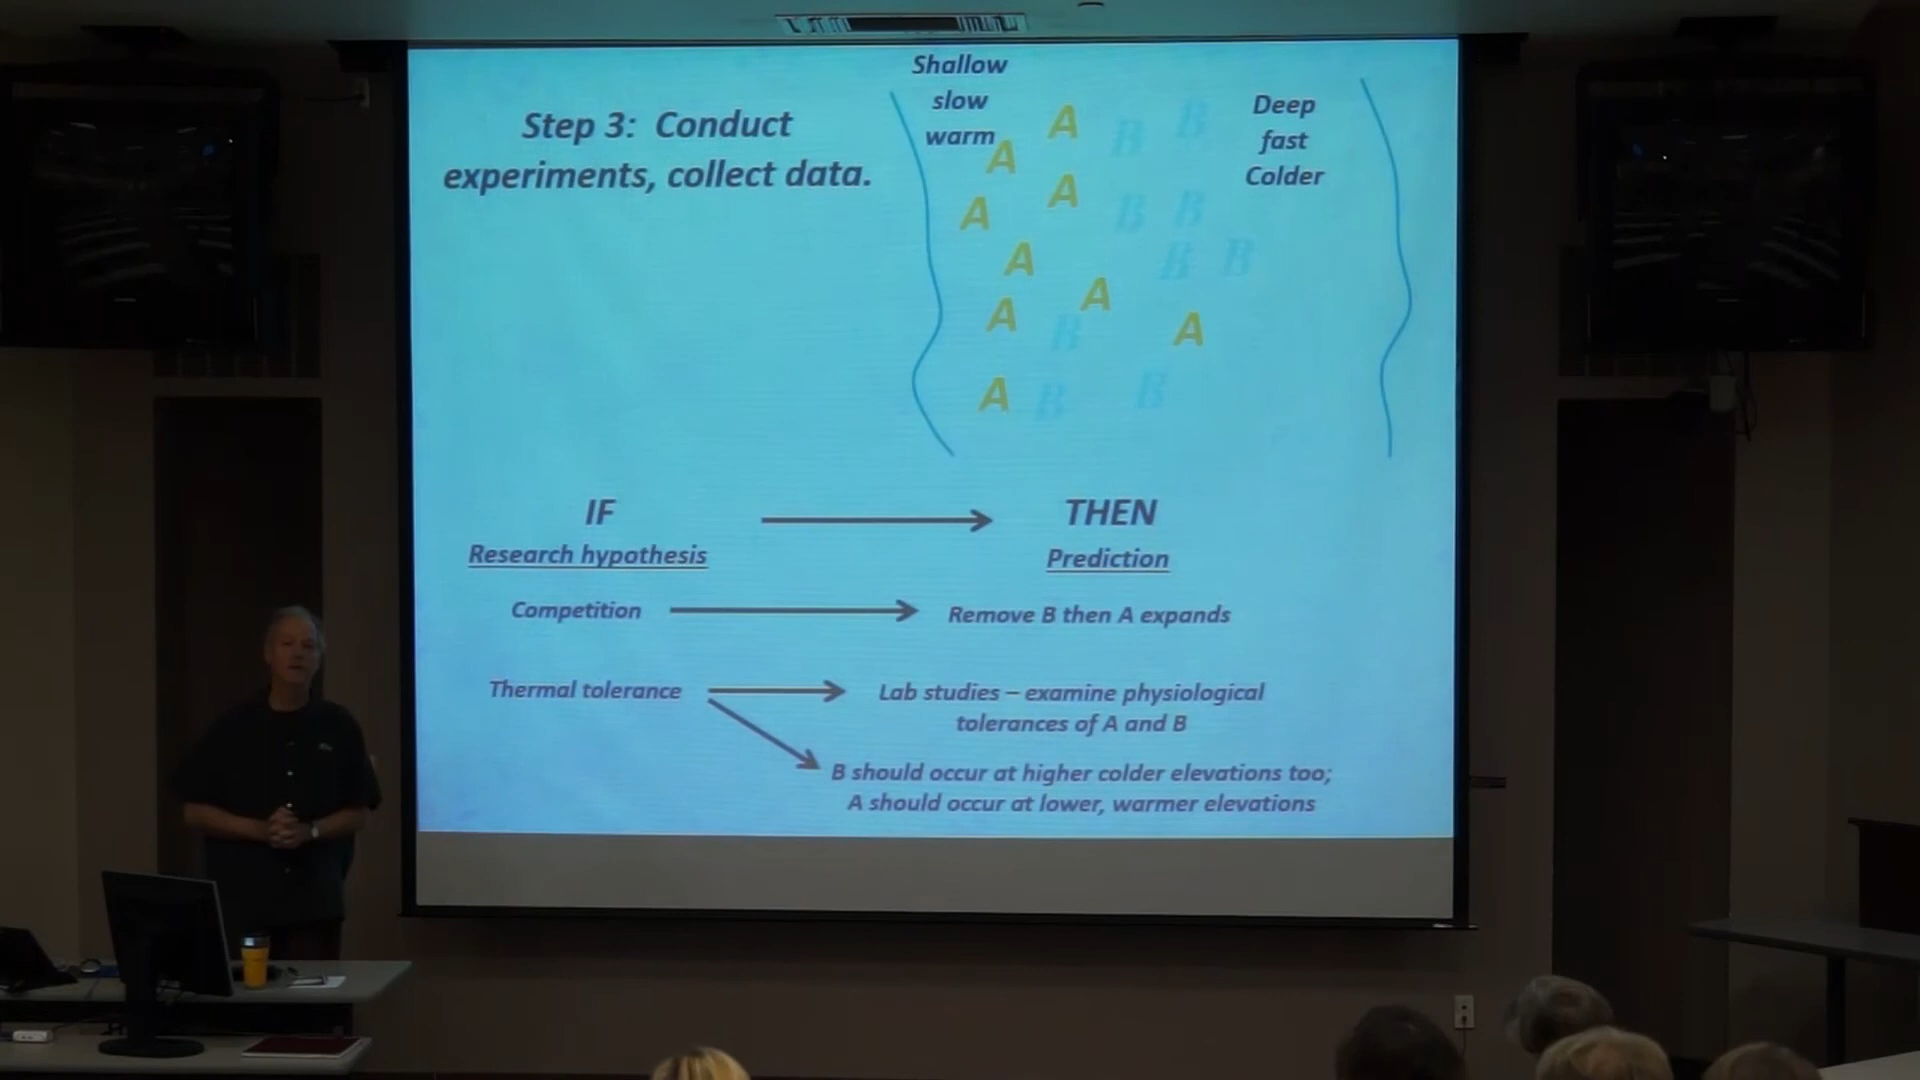 Step 3: Conduct
experiments, collect data.
Shallow
slow
warm
Deep
fast
Colder
A
B
B
A
A
A
B
B
A
B
B
A
A
B
A
A
B
B
IF
THEN
Research hypothesis
Prediction
Competition
Remove B then A expands
Thermal tolerance
Lab studies – examine physiological
tolerances of A and B
B should occur at higher colder elevations too;
A should occur at lower, warmer elevations